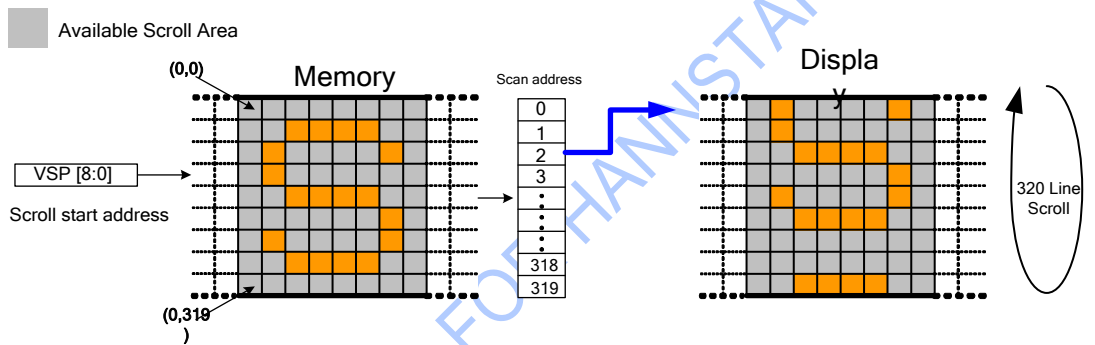 Available Scroll Area
(0,0)
Memory
Scan address
Displa
y
0
1
2
3
318
319
VSP [8:0]
Scroll start address
320 Line
Scroll
(0,319
)
FOR HANNSTAR